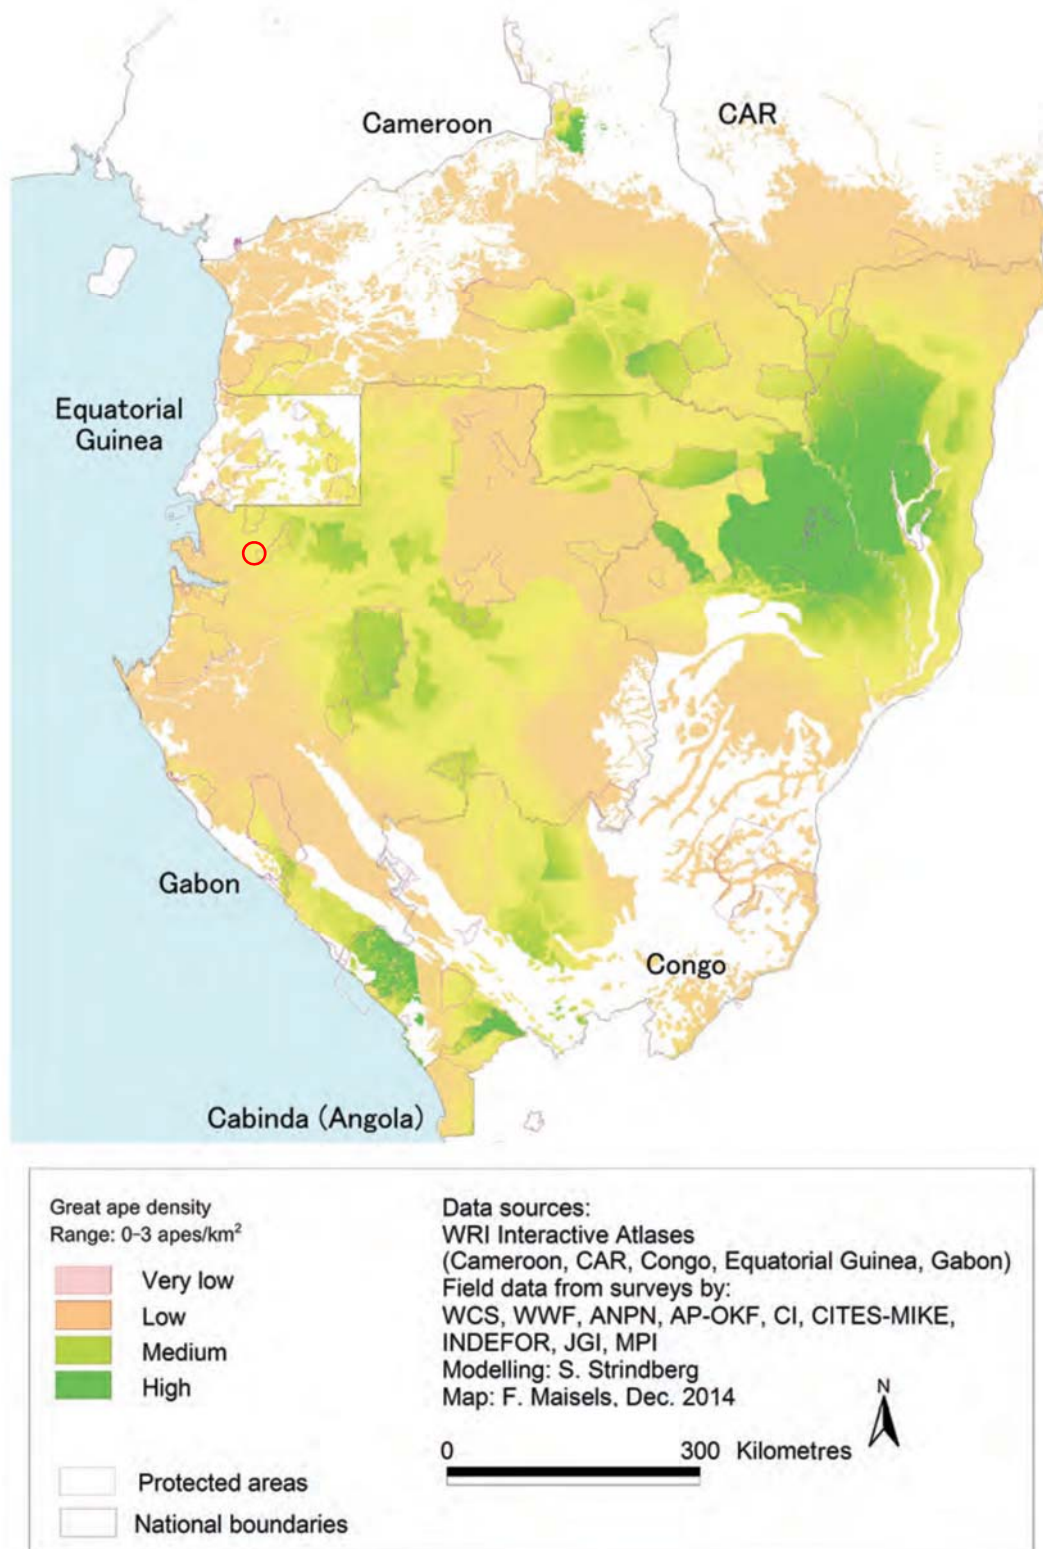 Cameroon
CAR
Equatorial
Guinea
Gabon
Congo
Cabinda (Angola)
Great ape density
Range: 0-3 apes/km²
Very low
Low
Medium
High
Protected areas
National boundaries
Data sources:
WRI Interactive Atlases
(Cameroon, CAR, Congo, Equatorial Guinea, Gabon)
Field data from surveys by:
WCS, WWF, ANPN, AP-OKF, CI, CITES-MIKE,
INDEFOR, JGI, MPI
Modelling: S. Strindberg
Map: F. Maisels, Dec. 2014
N
0 300 Kilometres